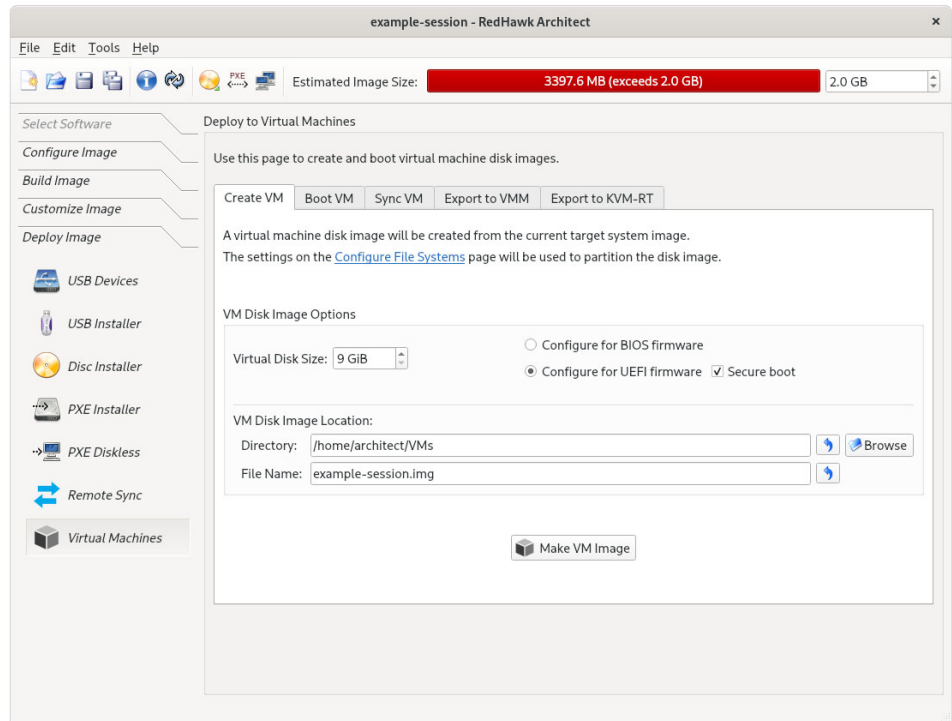 example-session - RedHawk Architect
File Edit Tools Help
PXE Estimated Image Size: 3397.6 MB (exceeds 2.0 GB) 2.0 GB
Select Software
Configure Image
Build Image
Customize Image
Deploy Image
USB Devices
USB Installer
Disc Installer
PXE Installer
PXE Diskless
Remote Sync
Virtual Machines
Deploy to Virtual Machines
Use this page to create and boot virtual machine disk images.
Create VM Boot VM Sync VM Export to VMM Export to KVM-RT
A virtual machine disk image will be created from the current target system image.
The settings on the Configure File Systems page will be used to partition the disk image.
VM Disk Image Options
Virtual Disk Size: 9 GiB
Configure for BIOS firmware
Configure for UEFI firmware Secure boot
VM Disk Image Location:
Directory: /home/architect/VMs Browse
File Name: example-session.img
Make VM Image